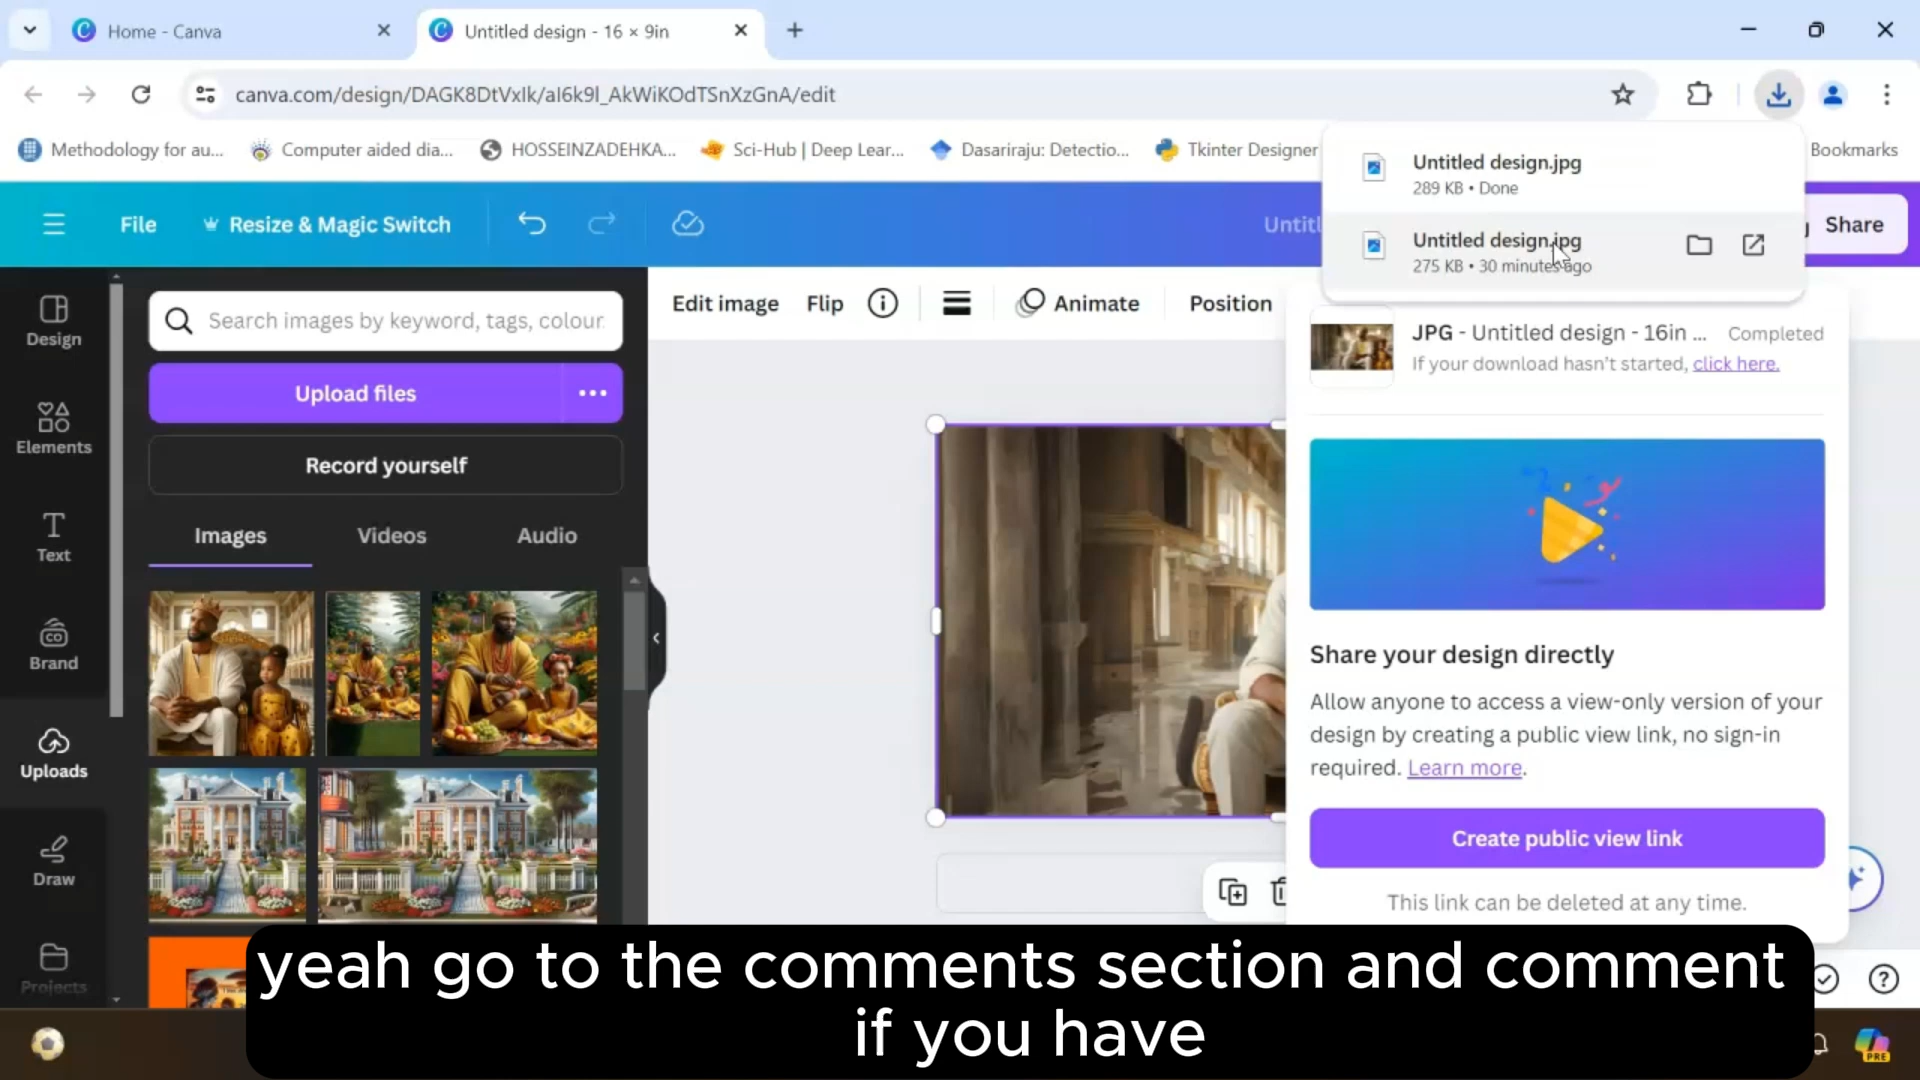 Home - Canva
Untitled design - 16 × 9in
canva.com/design/DAGK8DtVxIk/aI6k9l_AkWiKOdTSnXzGnA/edit
Methodology for au...
Computer aided dia...
HOSSEINZADEHKA...
Sci-Hub | Deep Lear...
Dasariraju: Detectio...
Tkinter Designer
Bookmarks
Untitled design.jpg
289 KB • Done
Untitled design.jpg
275 KB • 30 minutes ago
File
Resize & Magic Switch
Untitl
Share
Design
Elements
Text
Brand
Uploads
Draw
Projects
Search images by keyword, tags, colour.
Upload files
Record yourself
Images
Videos
Audio
Edit image
Flip
Animate
Position
JPG - Untitled design - 16in ...
Completed
If your download hasn't started, click here.
Share your design directly
Allow anyone to access a view-only version of your
design by creating a public view link, no sign-in
required. Learn more.
Create public view link
This link can be deleted at any time.
yeah go to the comments section and comment
if you have
PRE